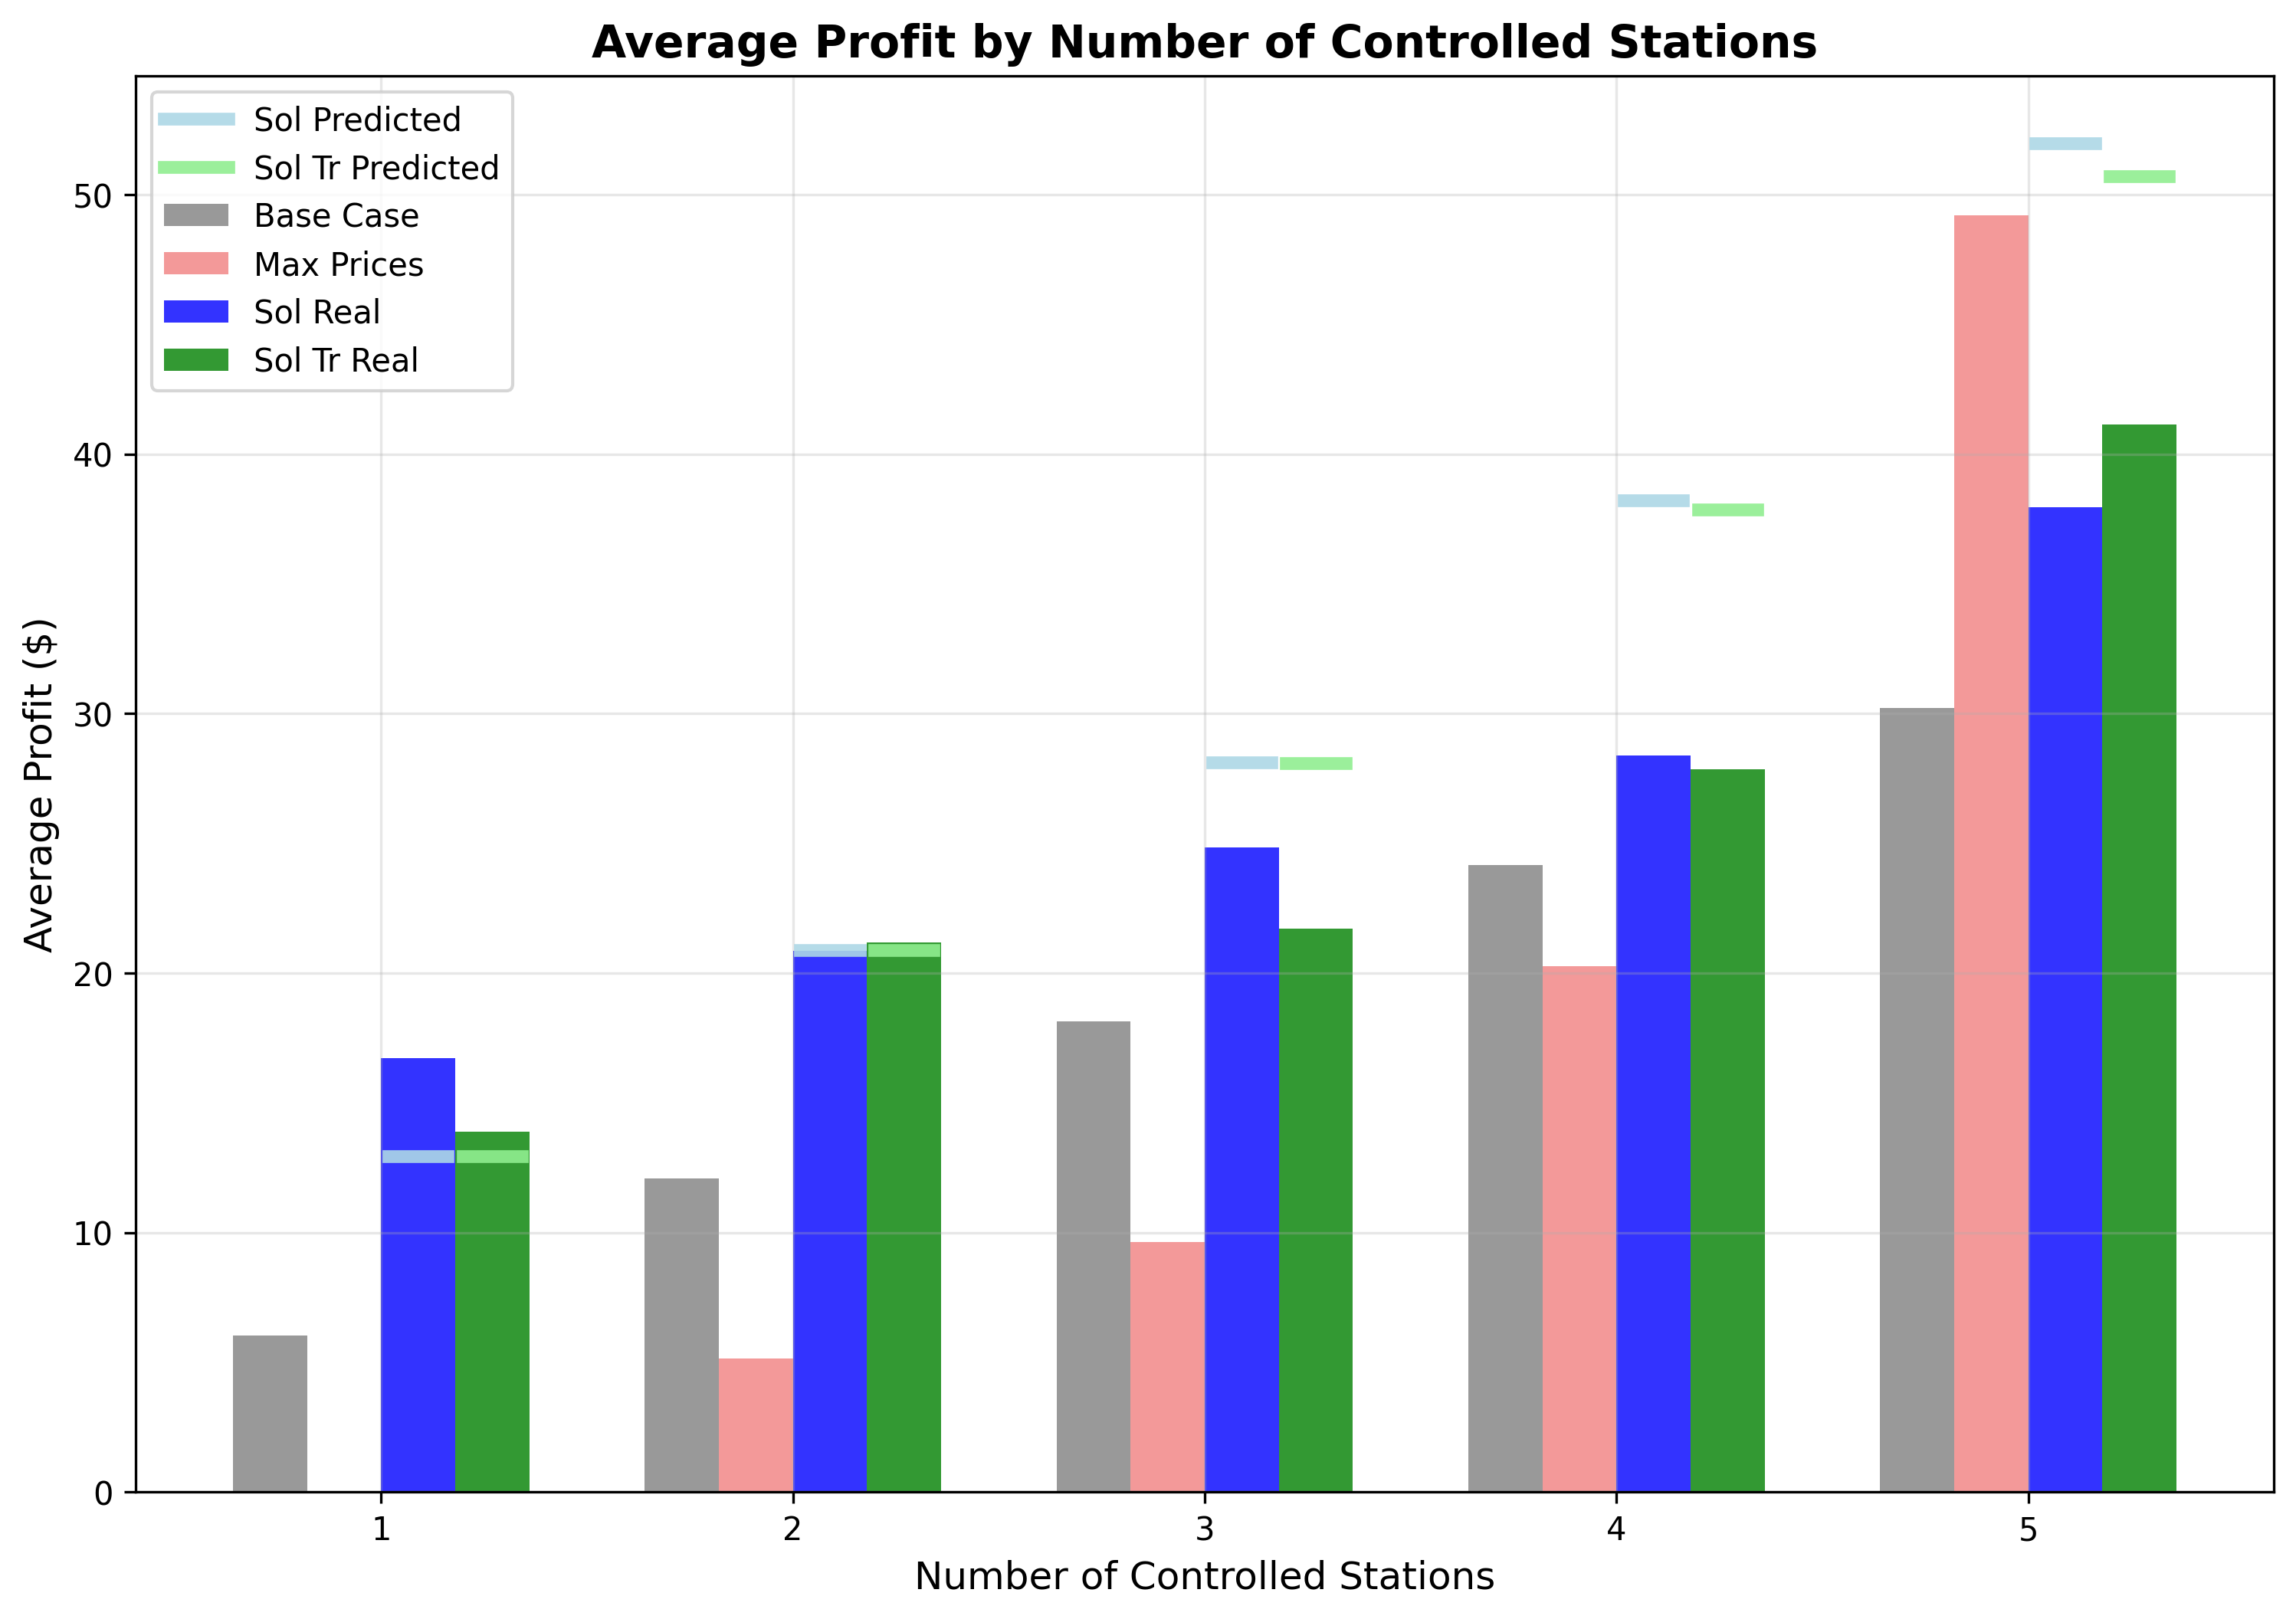 Average Profit by Number of Controlled Stations
Sol Predicted
Sol Tr Predicted
Base Case
Max Prices
Sol Real
Sol Tr Real
Average Profit ($)
50
40
30
20
10
0
1 2 3 4 5
Number of Controlled Stations